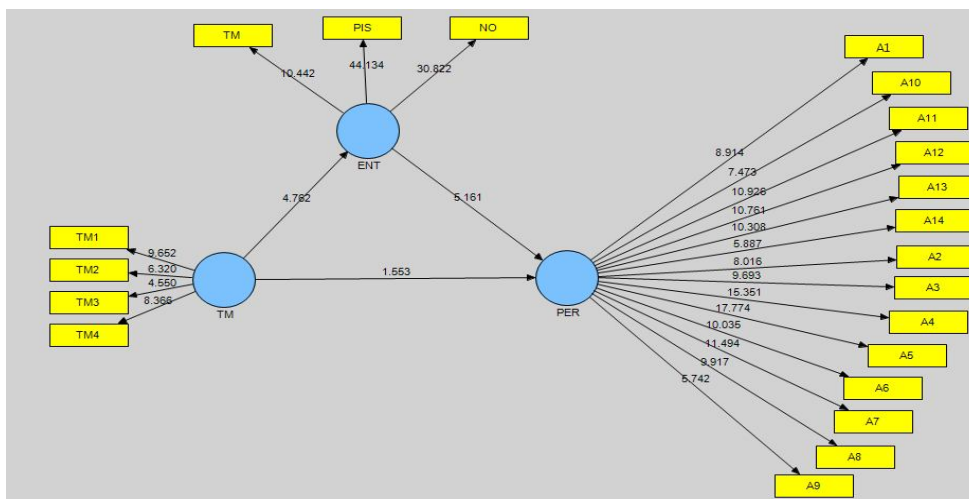 TM
PIS
NO
10.442
44.134
30.822
ENT
4.762
5.161
TM1
TM2
TM3
TM4
9.652
6.320
4.550
8.366
TM
1.553
PER
A1
A10
A11
A12
A13
A14
A2
A3
A4
A5
A6
A7
A8
A9
8.914
7.473
10.926
10.761
10.308
5.887
8.016
9.693
15.351
17.774
10.035
11.494
9.917
5.742